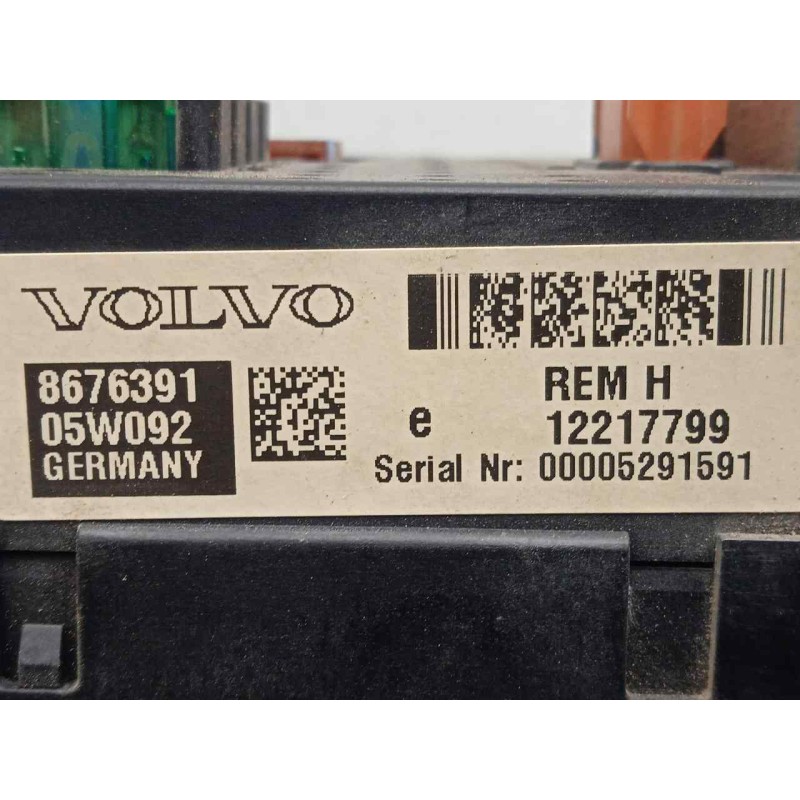 VOLVO
8676391
05W092
GERMANY
REM H
e 12217799
Serial Nr: 00005291591